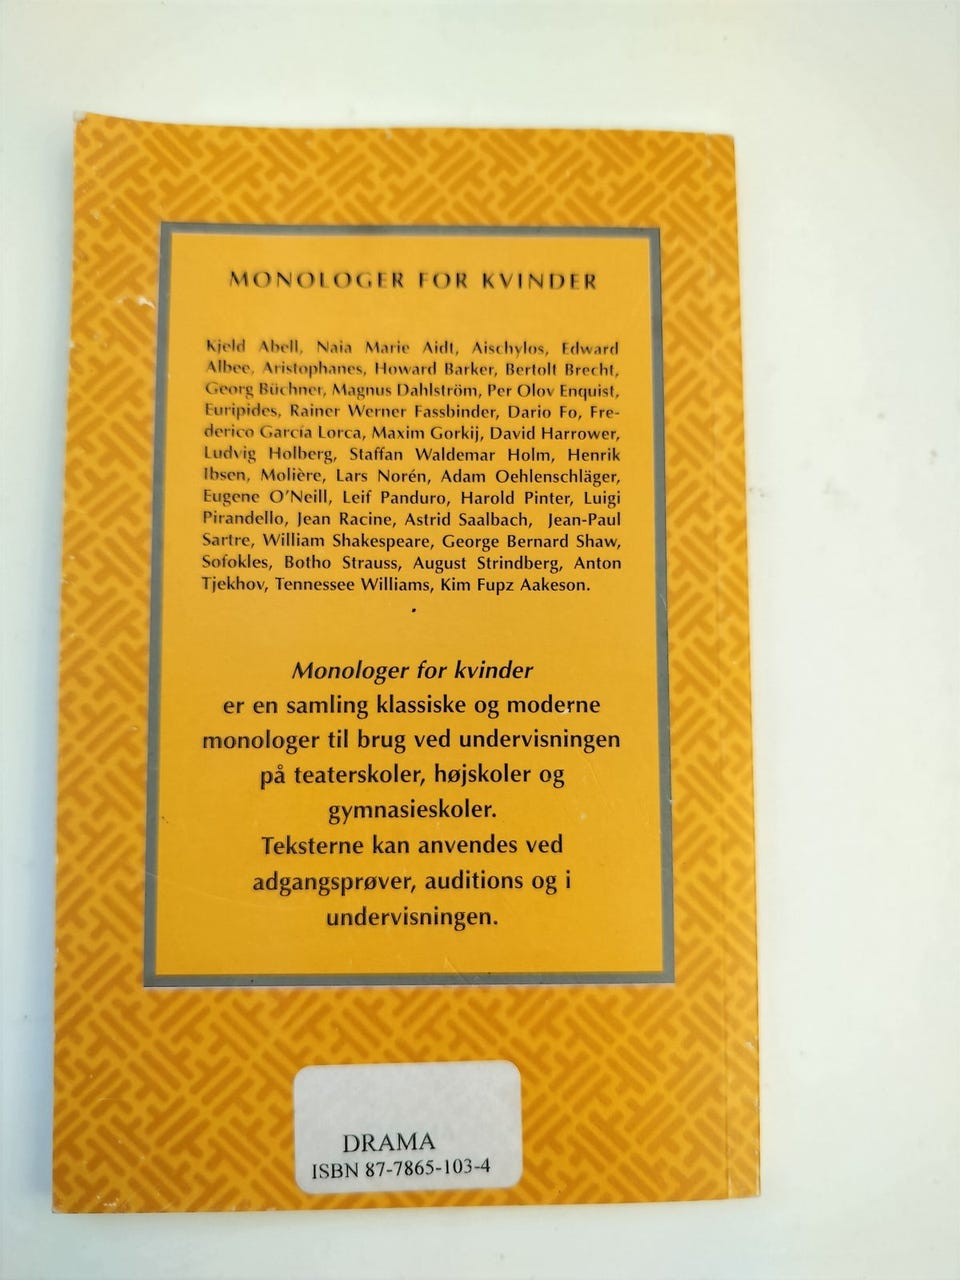 MONOLOGER FOR KVINDER
Kjeld Abell, Naia Marie Aidt, Aischylos, Edward
Albee, Aristophanes, Howard Barker, Bertolt Brecht,
Georg Büchner, Magnus Dahlström, Per Olov Enquist,
Euripides, Rainer Werner Fassbinder, Dario Fo, Fre-
derico García Lorca, Maxim Gorkij, David Harrower,
Ludvig Holberg, Staffan Waldemar Holm, Henrik
Ibsen, Molière, Lars Norén, Adam Oehlenschläger,
Eugene O'Neill, Leif Panduro, Harold Pinter, Luigi
Pirandello, Jean Racine, Astrid Saalbach, Jean-Paul
Sartre, William Shakespeare, George Bernard Shaw,
Sofokles, Botho Strauss, August Strindberg, Anton
Tjekhov, Tennessee Williams, Kim Fupz Aakeson.
Monologer for kvinder
er en samling klassiske og moderne
monologer til brug ved undervisningen
på teaterskoler, højskoler og
gymnasieskoler.
Teksterne kan anvendes ved
adgangsprøver, auditions og i
undervisningen.
DRAMA
ISBN 87-7865-103-4